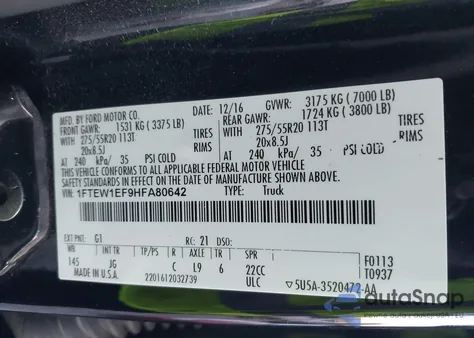 MFD. BY FORD MOTOR CO. 12/16 GVWR: 3175 KG ( 7000 LB)
FRONT GAWR: 1531 KG ( 3375 LB) REAR GAWR: 1724 KG ( 3800 LB)
WITH 275/55R20 113T TIRES WITH 275/55R20 113T TIRES
20x8.5J RIMS 20x8.5J RIMS
AT 240 kPa/ 35 PSI COLD AT 240 kPa/ 35 PSI COLD
THIS VEHICLE CONFORMS TO ALL APPLICABLE FEDERAL MOTOR VEHICLE
SAFETY STANDARDS IN EFFECT ON THE DATE OF MANUFACTURE SHOWN ABOVE.
VIN: 1FTEW1EF9HFA80642 TYPE: Truck
EXT PNT: G1 RC: 21 DSO:
WB INT TR TP/PS R AXLE TR SPR
145 JG C L9 6 22CC F0113
MADE IN U.S.A. 2201612032739 ULC T0937
5U5A-3520472-AA
autoSnap